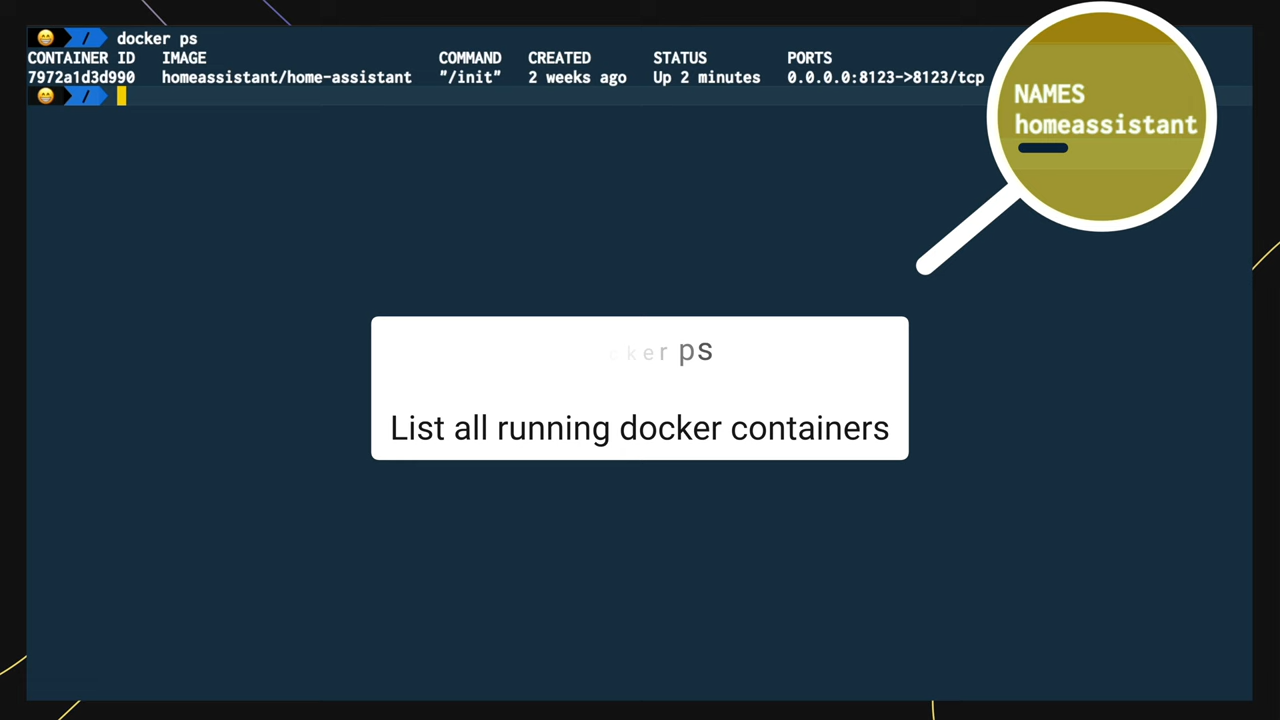 / docker ps
CONTAINER ID IMAGE COMMAND CREATED STATUS PORTS NAMES
7972a1d3d990 homeassistant/home-assistant "/init" 2 weeks ago Up 2 minutes 0.0.0.0:8123->8123/tcp homeassistant
/
oker ps
List all running docker containers